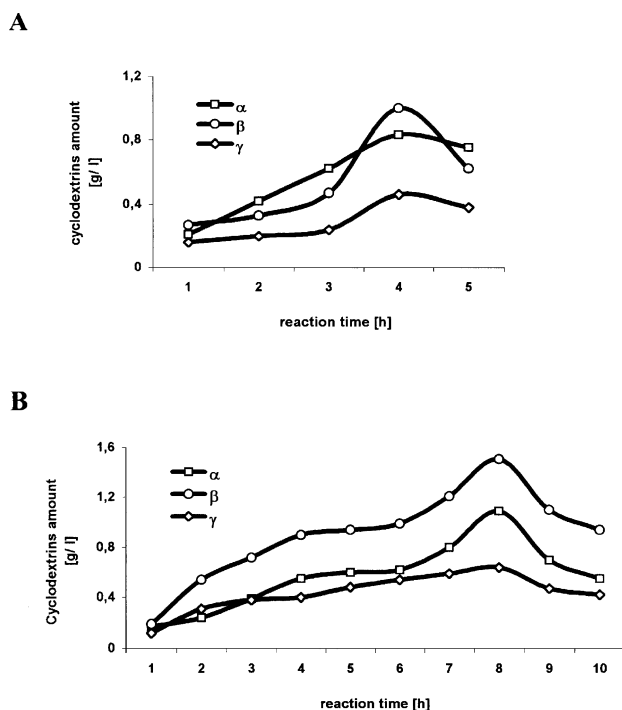 A
1,2
0,8
0,4
0
cyclodextrins amount
[g/ l]
α
β
γ
1 2 3 4 5
reaction time [h]
B
1,6
1,2
0,8
0,4
0
Cyclodextrins amount
[g/ l]
α
β
γ
1 2 3 4 5 6 7 8 9 10
reaction time [h]